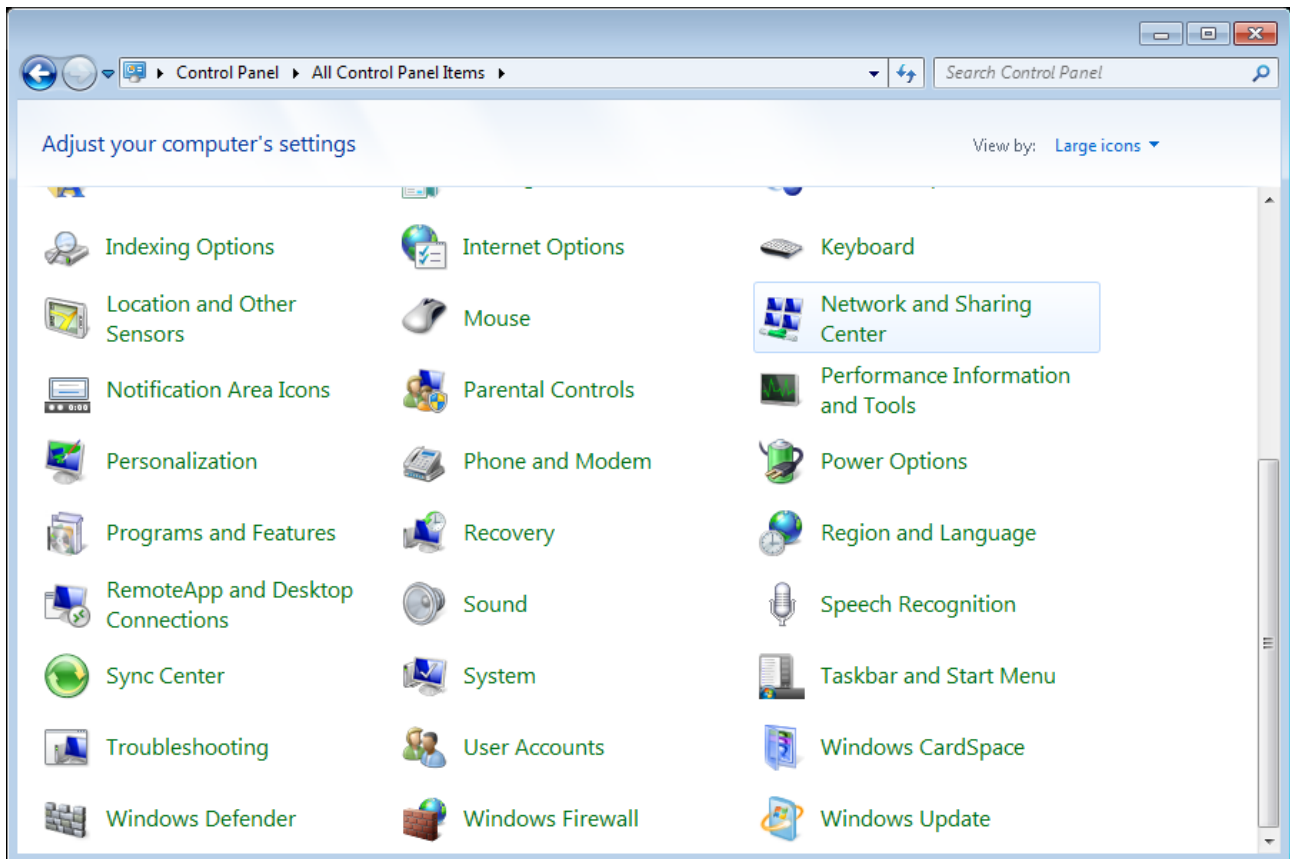 Control Panel All Control Panel Items Search Control Panel
Adjust your computer's settings View by: Large icons
Indexing Options Internet Options Keyboard
Location and Other Sensors Mouse Network and Sharing Center
Notification Area Icons Parental Controls Performance Information and Tools
Personalization Phone and Modem Power Options
Programs and Features Recovery Region and Language
RemoteApp and Desktop Connections Sound Speech Recognition
Sync Center System Taskbar and Start Menu
Troubleshooting User Accounts Windows CardSpace
Windows Defender Windows Firewall Windows Update